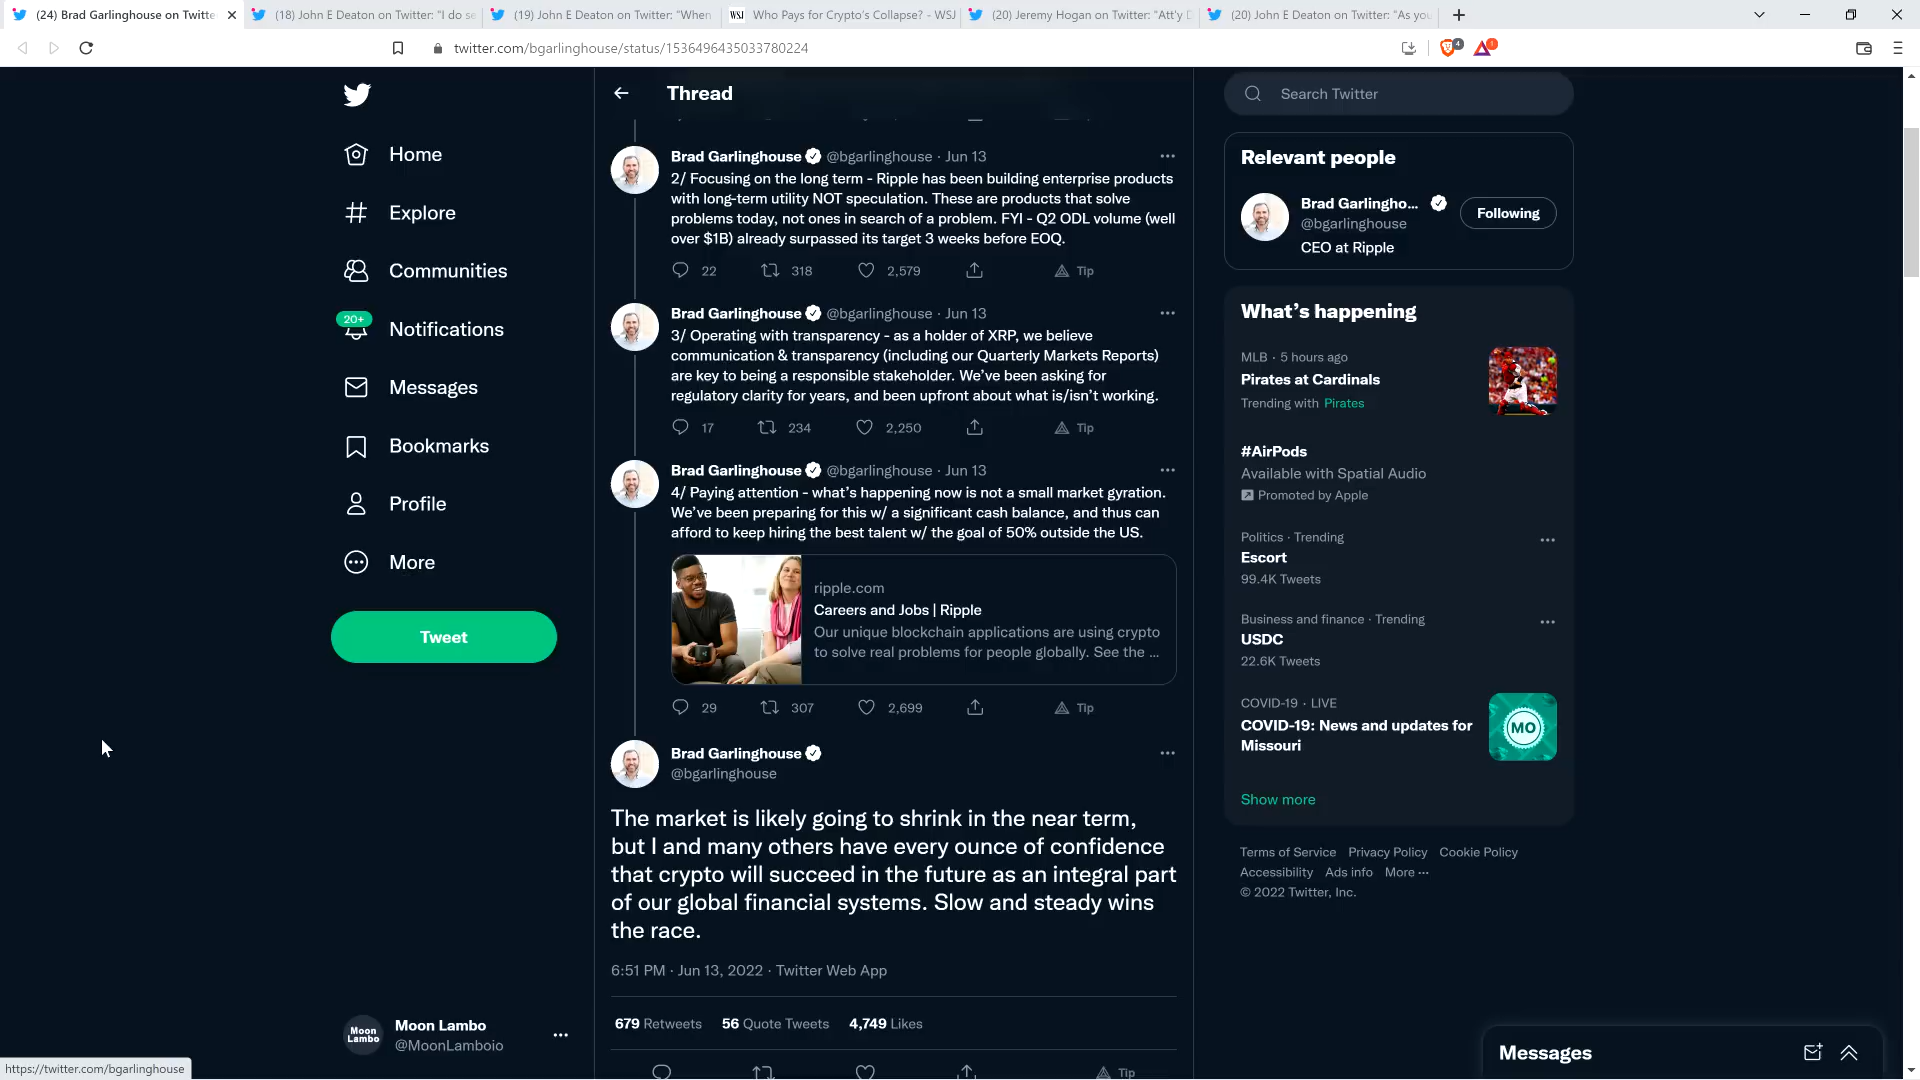 (24) Brad Garlinghouse on Twitte
(18) John E Deaton on Twitter: "I do se
(19) John E Deaton on Twitter: "When
WSJ Who Pays for Crypto's Collapse? - WSJ
(20) Jeremy Hogan on Twitter: "Att'y D
(20) John E Deaton on Twitter: "As you
twitter.com/bgarlinghouse/status/1536496435033780224
4
1
Home
Explore
Communities
20+
Notifications
Messages
Bookmarks
Profile
More
Tweet
Moon Lambo
Moon Lambo
@MoonLamboio
https://twitter.com/bgarlinghouse
Thread
Brad Garlinghouse @bgarlinghouse · Jun 13
2/ Focusing on the long term - Ripple has been building enterprise products
with long-term utility NOT speculation. These are products that solve
problems today, not ones in search of a problem. FYI - Q2 ODL volume (well
over $1B) already surpassed its target 3 weeks before EOQ.
22 318 2,579 Tip
Brad Garlinghouse @bgarlinghouse · Jun 13
3/ Operating with transparency - as a holder of XRP, we believe
communication & transparency (including our Quarterly Markets Reports)
are key to being a responsible stakeholder. We've been asking for
regulatory clarity for years, and been upfront about what is/isn't working.
17 234 2,250 Tip
Brad Garlinghouse @bgarlinghouse · Jun 13
4/ Paying attention - what's happening now is not a small market gyration.
We've been preparing for this w/ a significant cash balance, and thus can
afford to keep hiring the best talent w/ the goal of 50% outside the US.
ripple.com
Careers and Jobs | Ripple
Our unique blockchain applications are using crypto
to solve real problems for people globally. See the ...
29 307 2,699 Tip
Brad Garlinghouse
@bgarlinghouse
The market is likely going to shrink in the near term,
but I and many others have every ounce of confidence
that crypto will succeed in the future as an integral part
of our global financial systems. Slow and steady wins
the race.
6:51 PM · Jun 13, 2022 · Twitter Web App
679 Retweets 56 Quote Tweets 4,749 Likes
Tip
Search Twitter
Relevant people
Brad Garlingho...
@bgarlinghouse
Following
CEO at Ripple
What's happening
MLB · 5 hours ago
Pirates at Cardinals
Trending with Pirates
#AirPods
Available with Spatial Audio
Promoted by Apple
Politics · Trending
Escort
99.4K Tweets
Business and finance · Trending
USDC
22.6K Tweets
COVID-19 · LIVE
COVID-19: News and updates for
Missouri
MO
Show more
Terms of Service Privacy Policy Cookie Policy
Accessibility Ads info More ···
© 2022 Twitter, Inc.
Messages